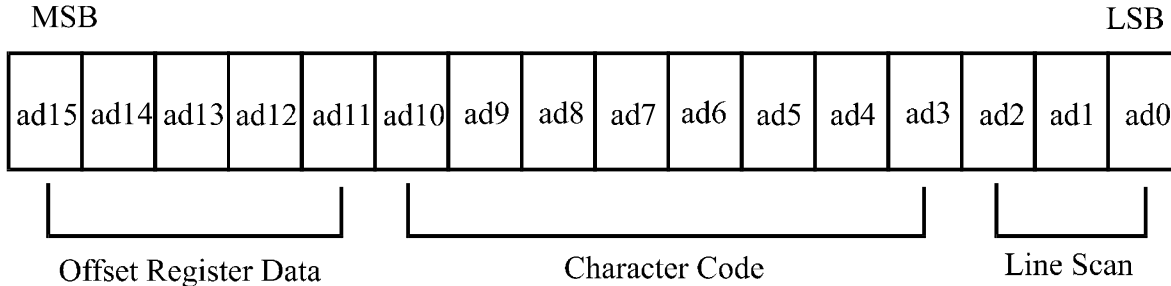 MSB LSB
ad15 ad14 ad13 ad12 ad11 ad10 ad9 ad8 ad7 ad6 ad5 ad4 ad3 ad2 ad1 ad0
Offset Register Data Character Code Line Scan